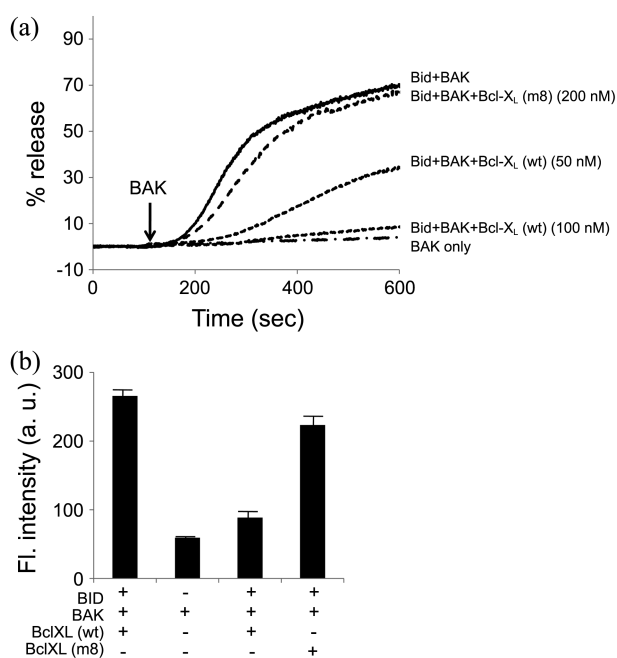 (a)
90
70
50
30
10
-10
% release
BAK
0
200
400
600
Time (sec)
Bid+BAK
Bid+BAK+Bcl-XL (m8) (200 nM)
Bid+BAK+Bcl-XL (wt) (50 nM)
Bid+BAK+Bcl-XL (wt) (100 nM)
BAK only
(b)
300
200
100
0
Fl. intensity (a. u.)
BID + - + +
BAK + + + +
BclXL (wt) + - + -
BclXL (m8) - - - +